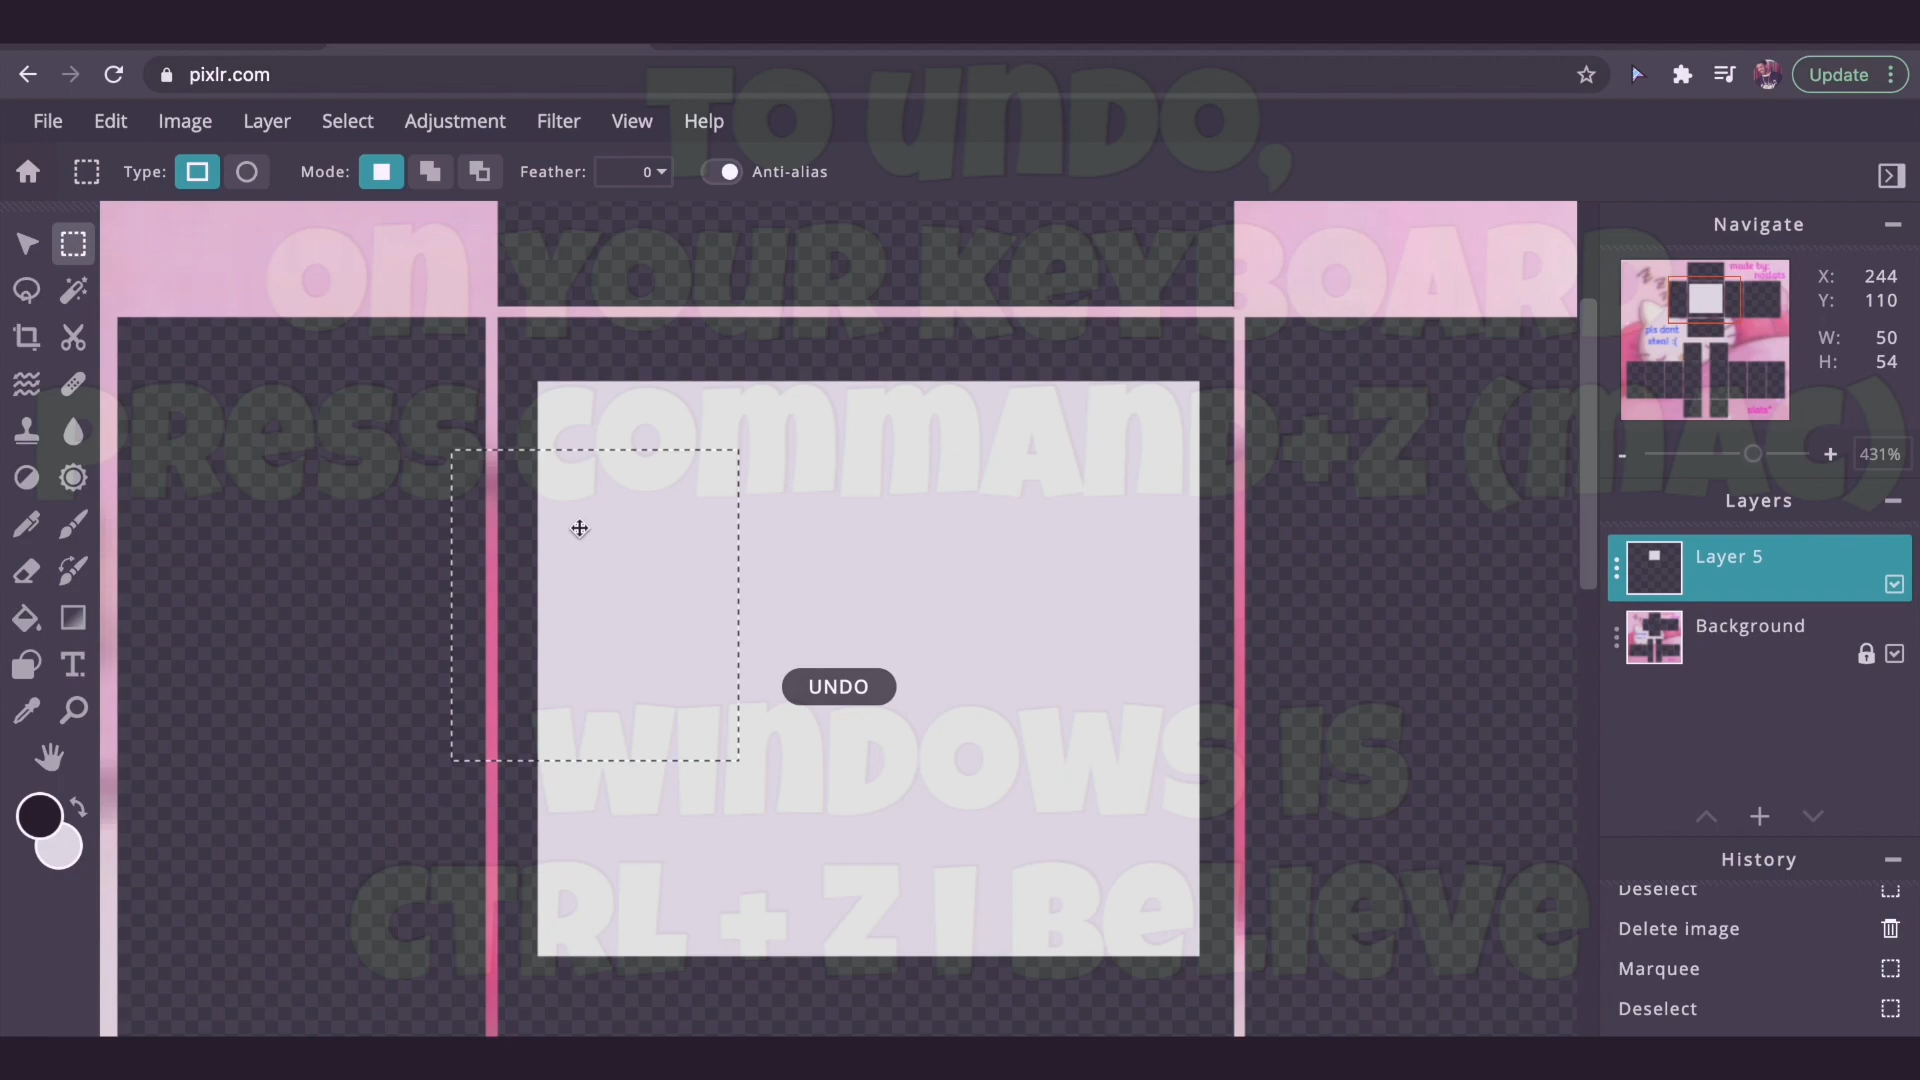 pixlr.com
Update
File Edit Image Layer Select Adjustment Filter View Help
Type: Mode: Feather: 0 Anti-alias
TO UNDO,
ON YOUR KEYBOARD
PRESS COMMAND+Z (MAC)
WINDOWS IS
CTRL + Z I BELIEVE
UNDO
Navigate
made by:
pls dont
steal :(
X: 244
Y: 110
W: 50
H: 54
- + 431%
Layers
Layer 5
Background
History
Deselect
Delete image
Marquee
Deselect
T